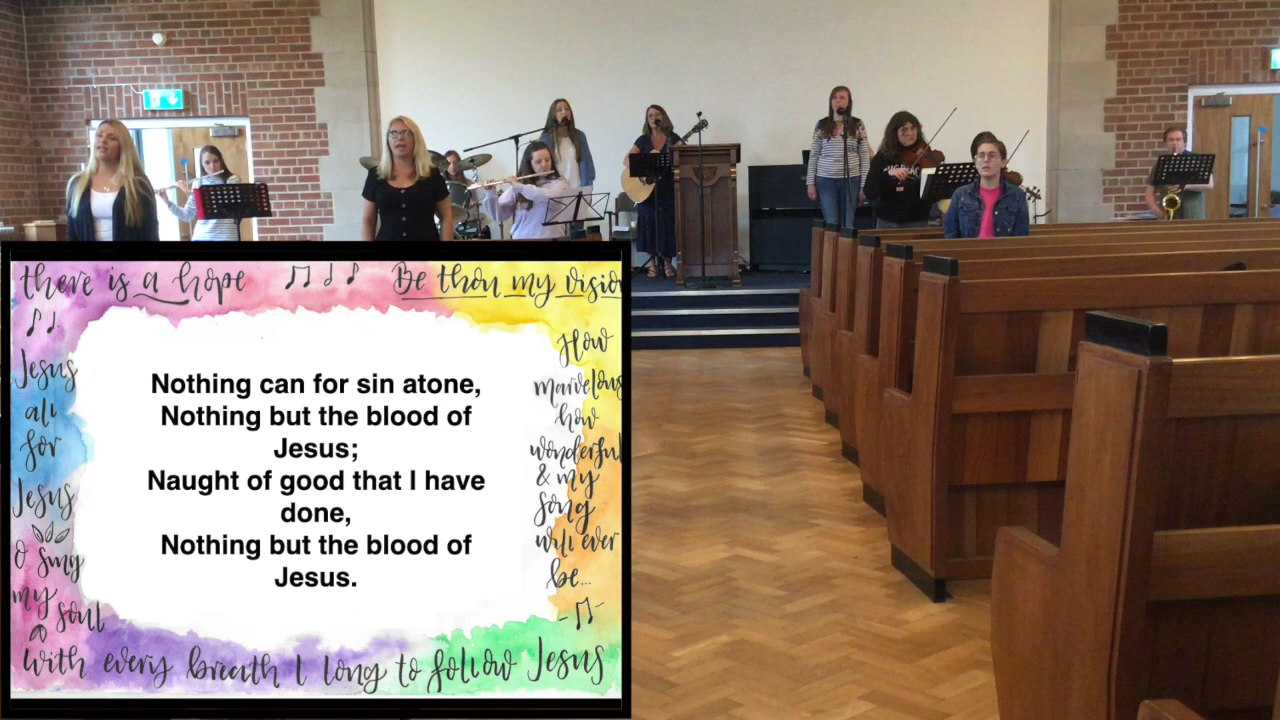 there is a hope
Be thou my vision
Jesus
all
for
Jesus
O sing
my
soul
Nothing can for sin atone,
Nothing but the blood of
Jesus;
Naught of good that I have
done,
Nothing but the blood of
Jesus.
How
marvelous
how
wonderful
& my
song
will ever
be...
with every breath I long to follow Jesus